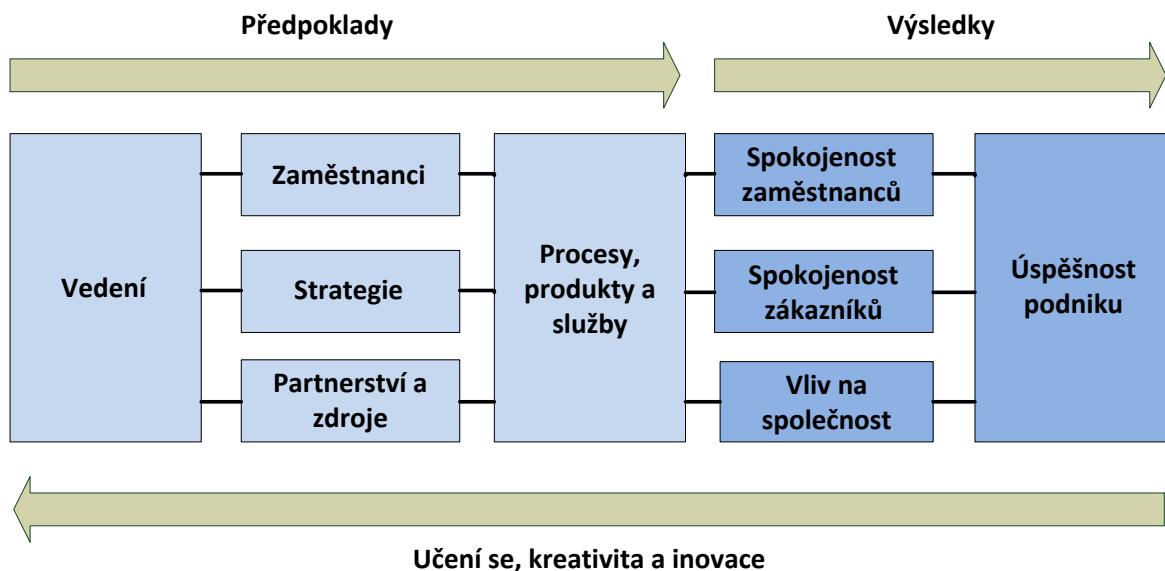 Předpoklady
Výsledky
Vedení
Zaměstnanci
Strategie
Partnerství a
zdroje
Procesy,
produkty a
služby
Spokojenost
zaměstnanců
Spokojenost
zákazníků
Vliv na
společnost
Úspěšnost
podniku
Učení se, kreativita a inovace